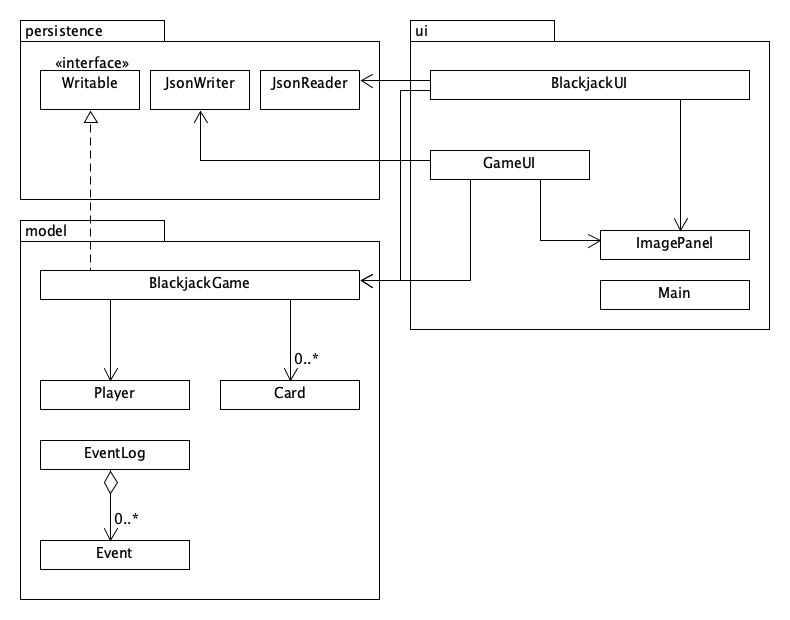 persistence
«interface»
Writable
JsonWriter
JsonReader
ui
BlackjackUI
GameUI
ImagePanel
Main
model
BlackjackGame
0..*
Player
Card
EventLog
0..*
Event